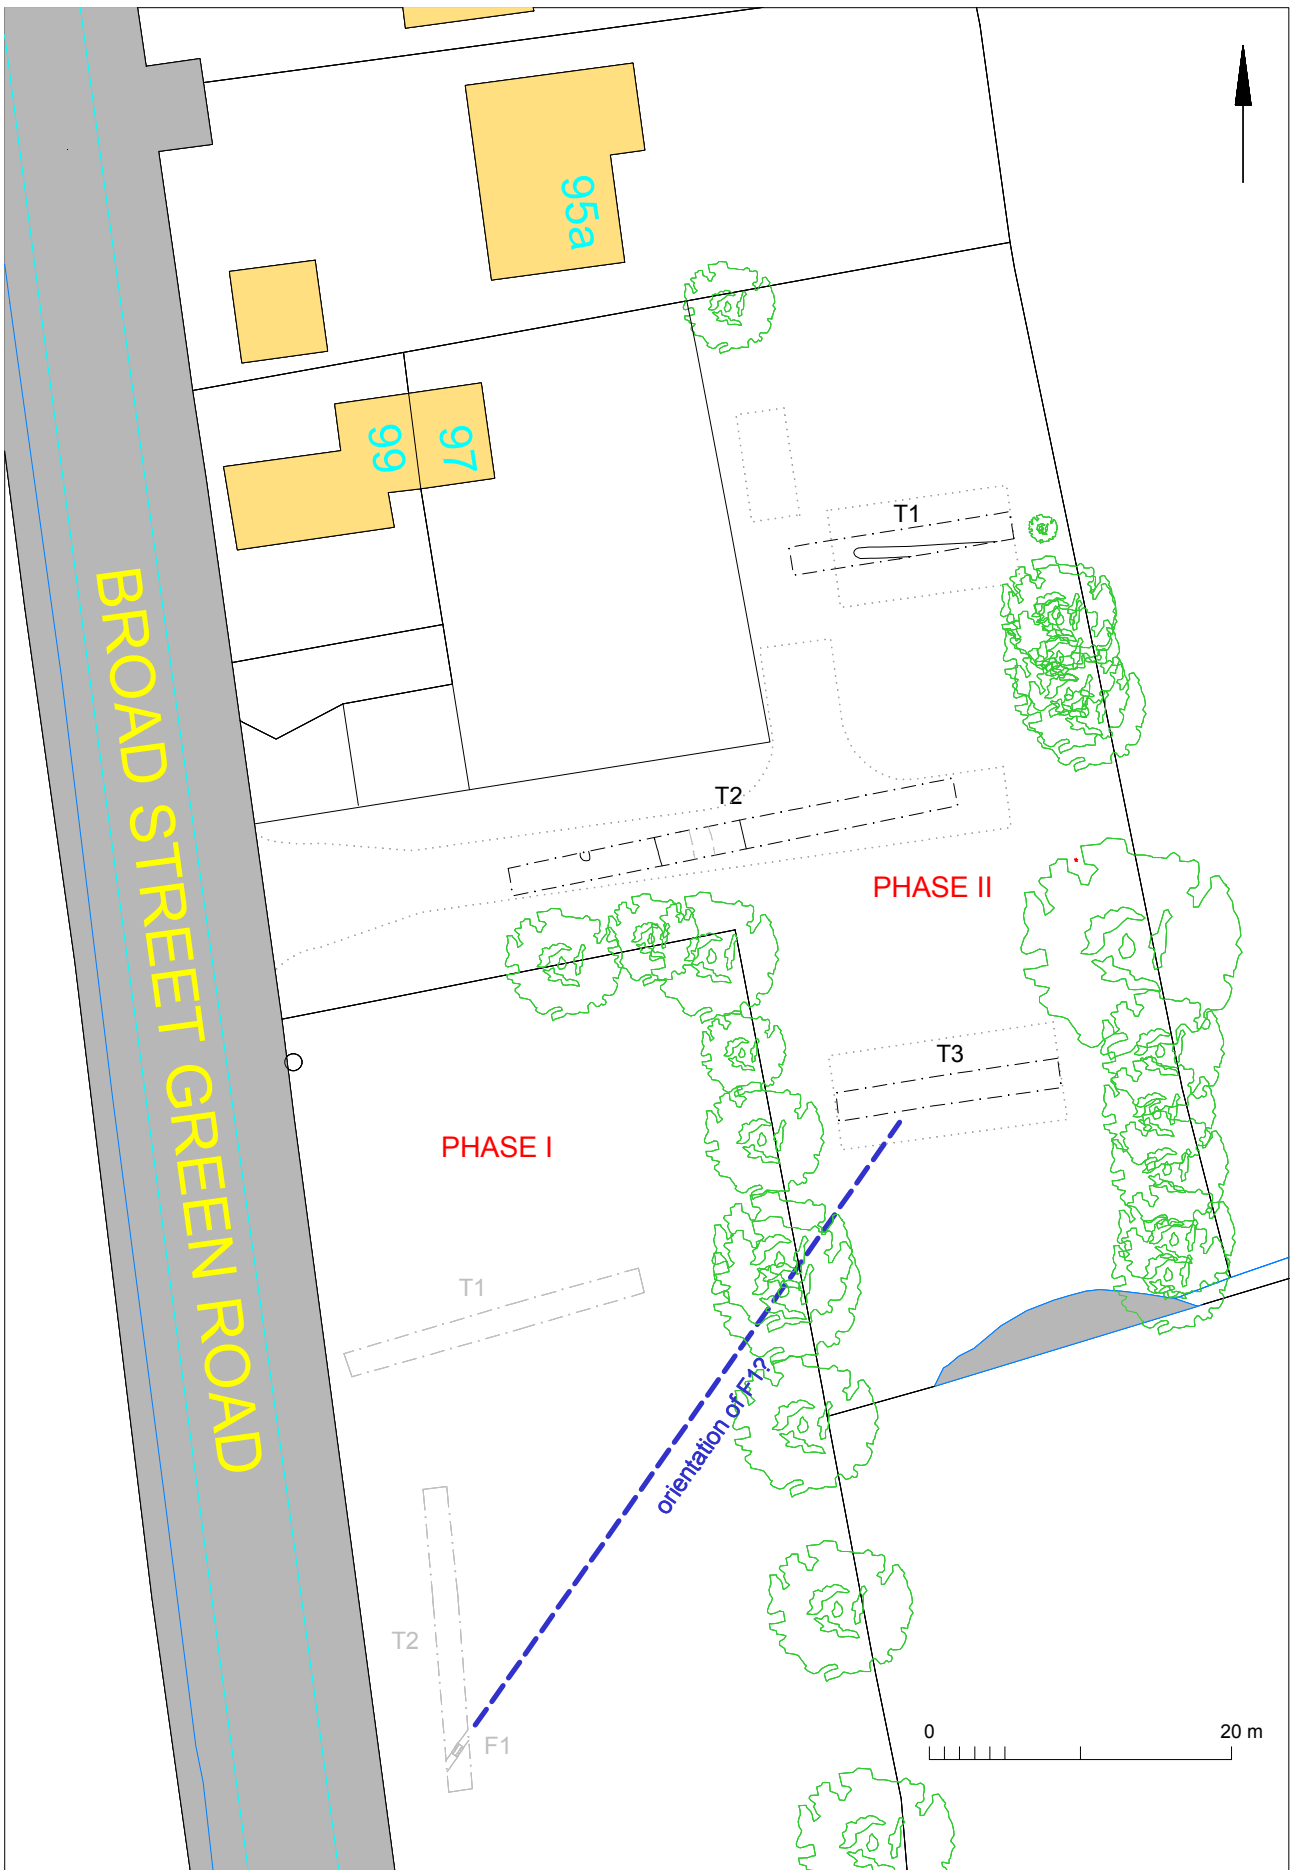 95a
99
97
T1
BROAD STREET GREEN ROAD
T2
PHASE II
T3
PHASE I
T1
orientation of F1?
T2
F1
0
20 m